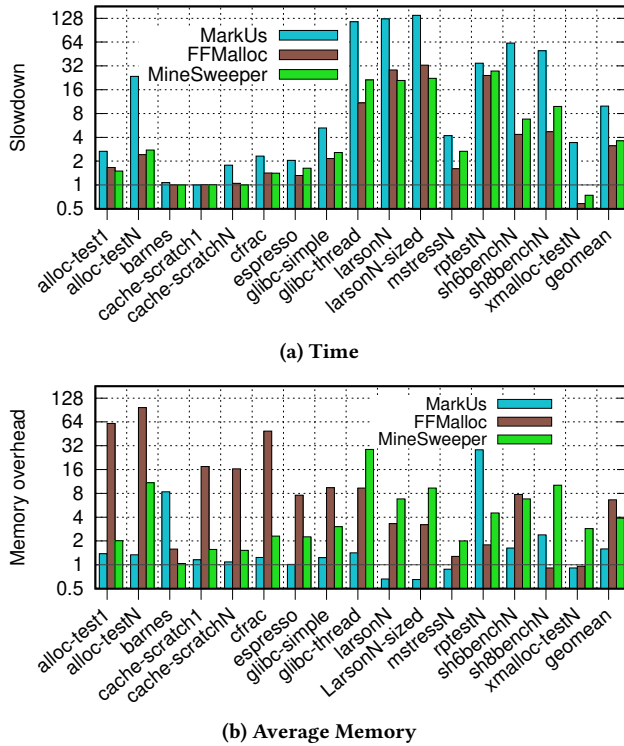 128
64
32
16
8
4
2
1
0.5
Slowdown
MarkUs
FFMalloc
MineSweeper
alloc-test1
alloc-testN
barnes
cache-scratch1
cache-scratchN
cfrac
espresso
glibc-simple
glibc-thread
larsonN
larsonN-sized
mstressN
rptestN
sh6benchN
sh8benchN
xmalloc-testN
geomean
(a) Time
128
64
32
16
8
4
2
1
0.5
Memory overhead
MarkUs
FFMalloc
MineSweeper
alloc-test1
alloc-testN
barnes
cache-scratch1
cache-scratchN
cfrac
espresso
glibc-simple
glibc-thread
larsonN
LarsonN-sized
mstressN
rptestN
sh6benchN
sh8benchN
xmalloc-testN
geomean
(b) Average Memory